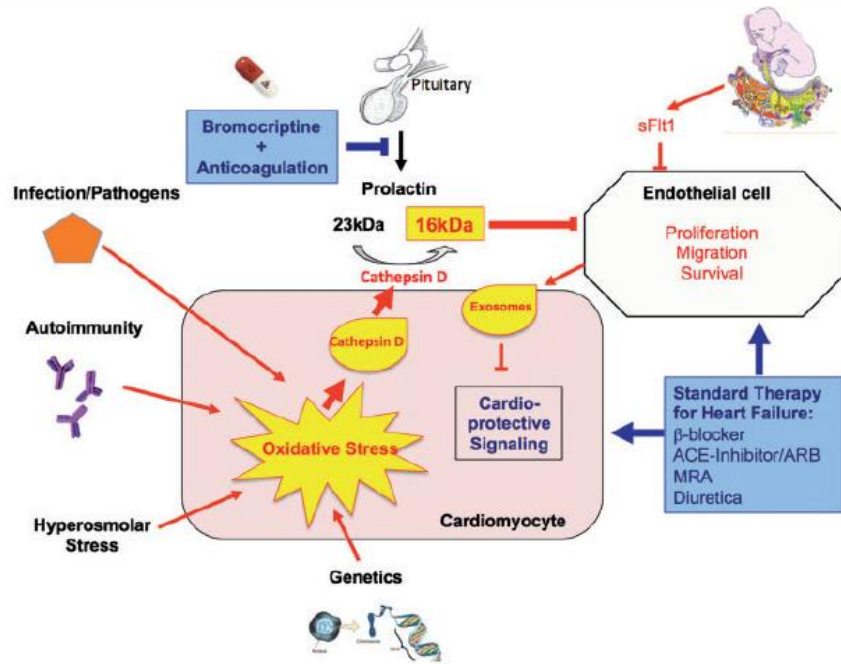 Pituitary
Bromocriptine
+
Anticoagulation
sFlt1
Prolactin
Infection/Pathogens
23kDa
16kDa
Endothelial cell
Proliferation
Migration
Survival
Cathepsin D
Exosomes
Autoimmunity
Cathepsin D
Cardio-
protective
Signaling
Standard Therapy
for Heart Failure:
β-blocker
ACE-Inhibitor/ARB
MRA
Diuretica
Oxidative Stress
Hyperosmolar
Stress
Cardiomyocyte
Genetics